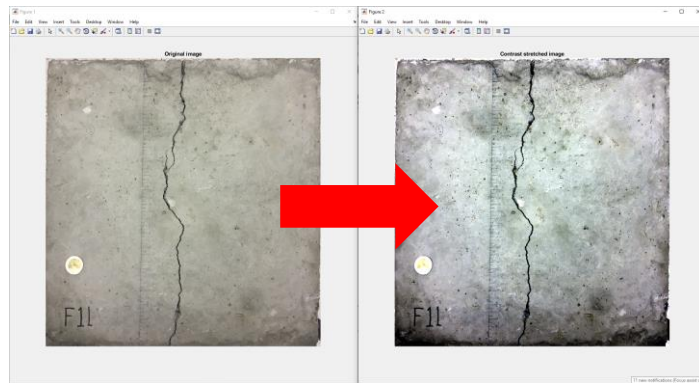 Figure 1
File Edit View Insert Tools Desktop Window Help
Original image
F11
Figure 2
File Edit View Insert Tools Desktop Window Help
Contrast stretched image
F11